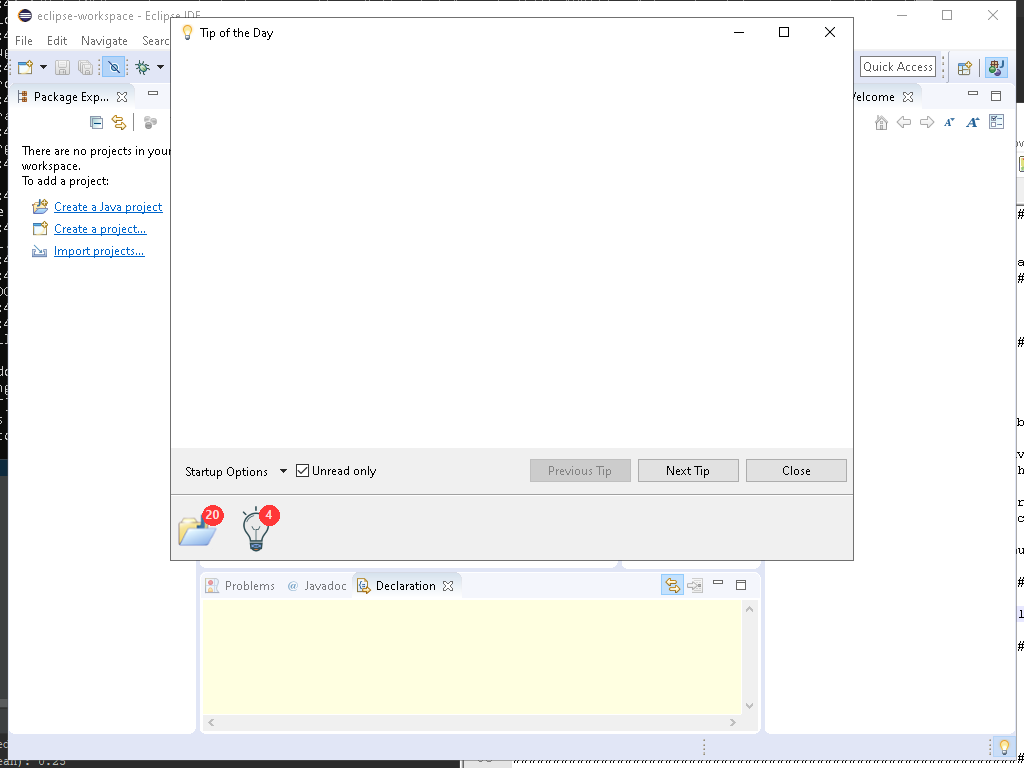 eclipse-workspace - Eclipse IDE
Tip of the Day
File Edit Navigate Searc
Quick Access
Package Exp...
elcome
There are no projects in your
workspace.
To add a project:
Create a Java project
Create a project...
Import projects...
Startup Options
Unread only
Previous Tip
Next Tip
Close
20
4
Problems
@ Javadoc
Declaration